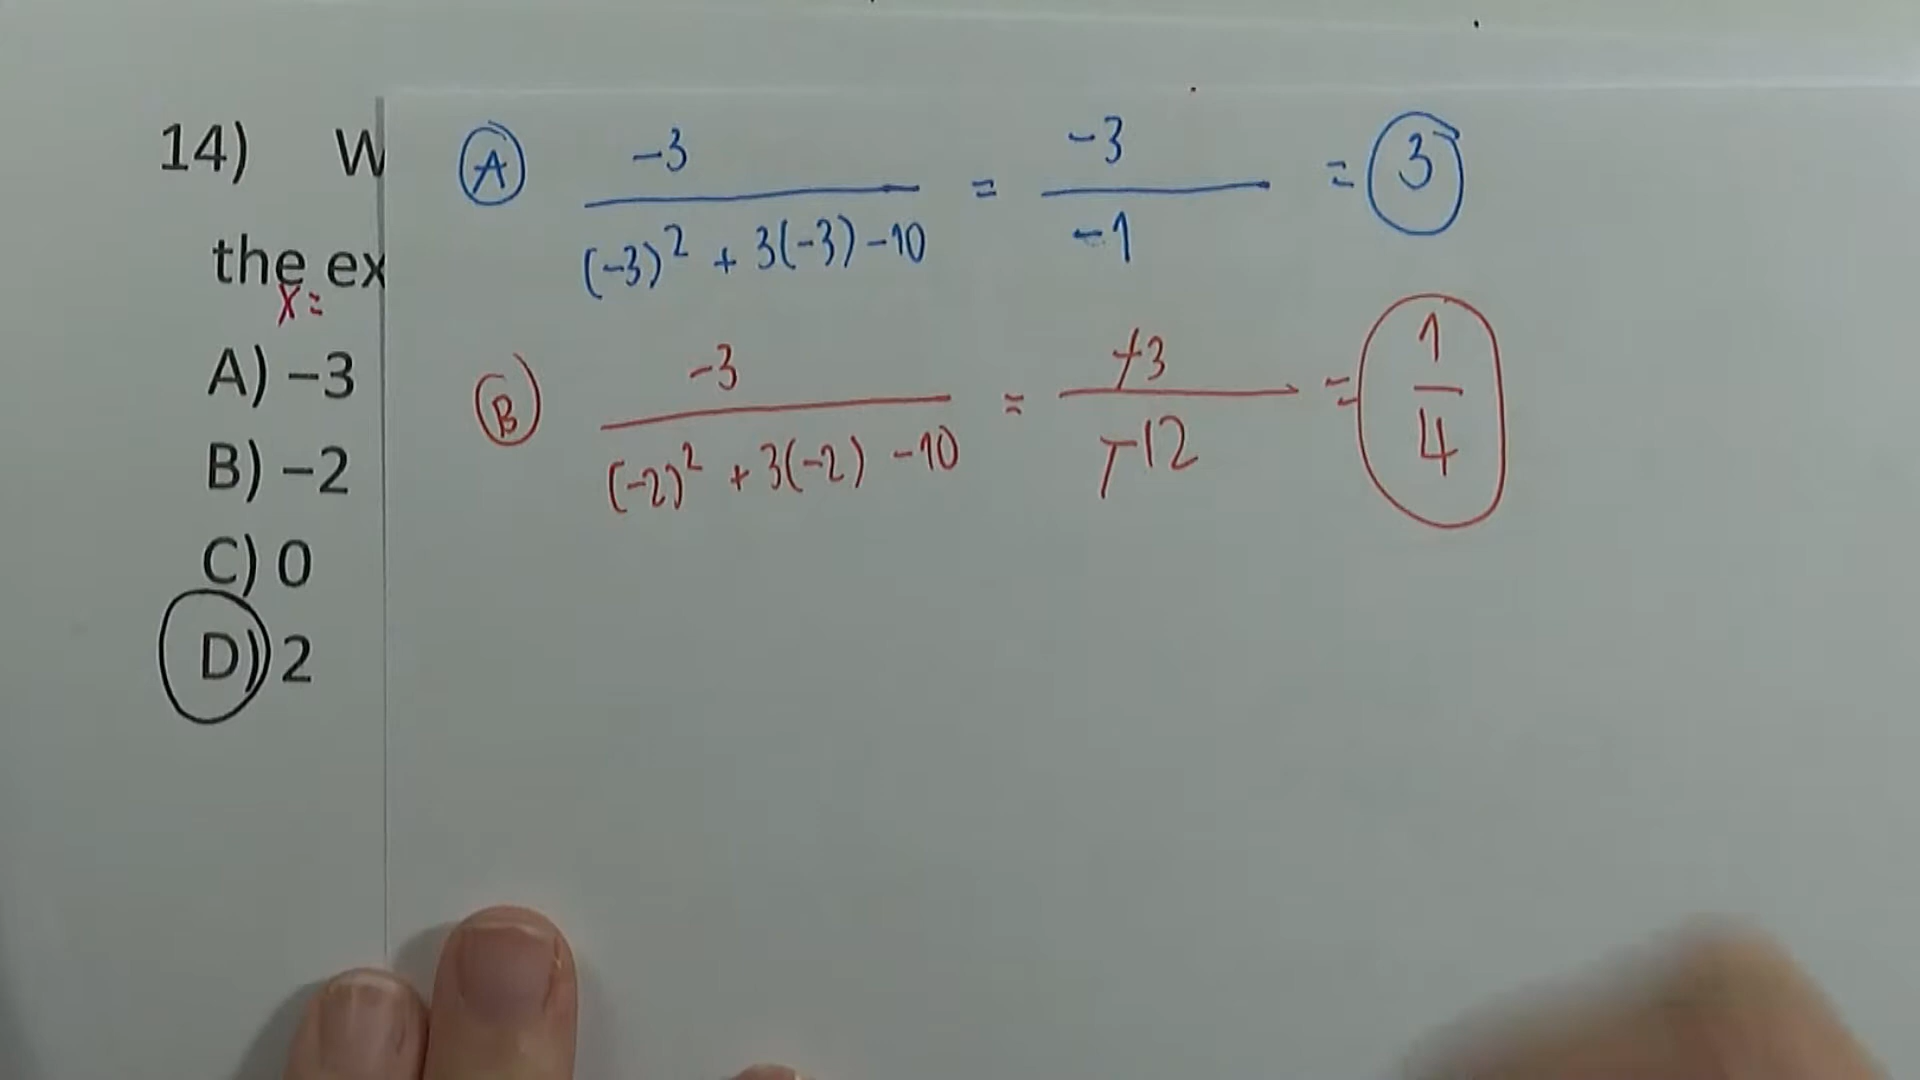 14) W
the ex
x =
A) −3
B) −2
C) 0
D) 2
A -3 / (-3)² + 3(-3) -10 = -3 / -1 = 3
B -3 / (-2)² + 3(-2) -10 = -3 / -12 = 1 / 4